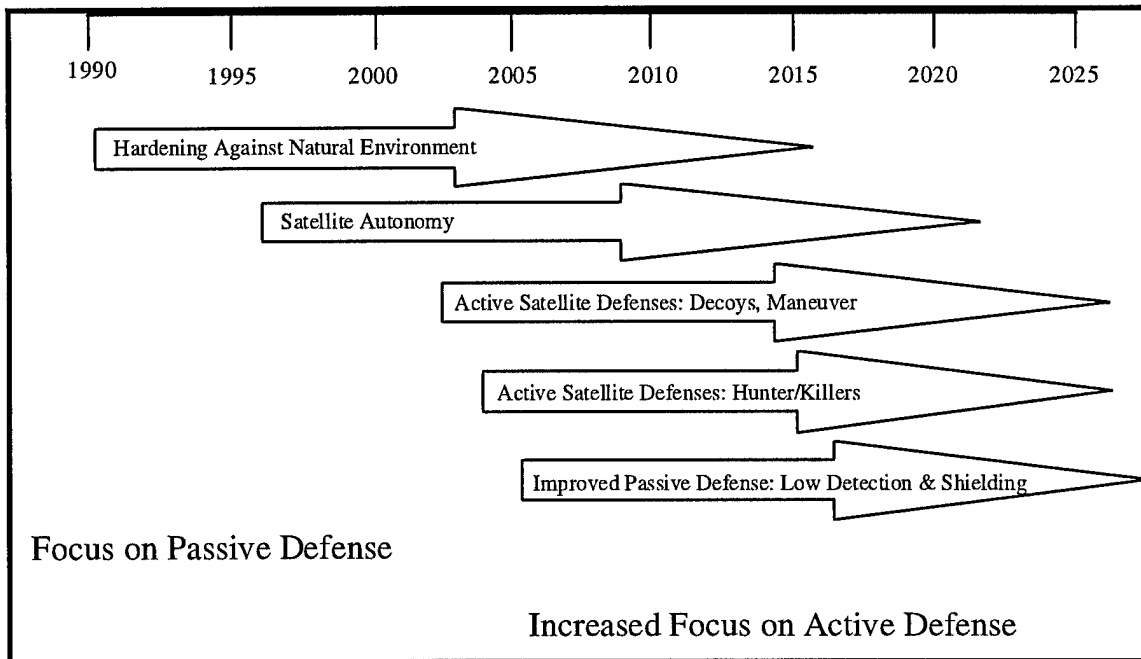 1990 1995 2000 2005 2010 2015 2020 2025
Hardening Against Natural Environment
Satellite Autonomy
Active Satellite Defenses: Decoys, Maneuver
Active Satellite Defenses: Hunter/Killers
Improved Passive Defense: Low Detection & Shielding
Focus on Passive Defense
Increased Focus on Active Defense